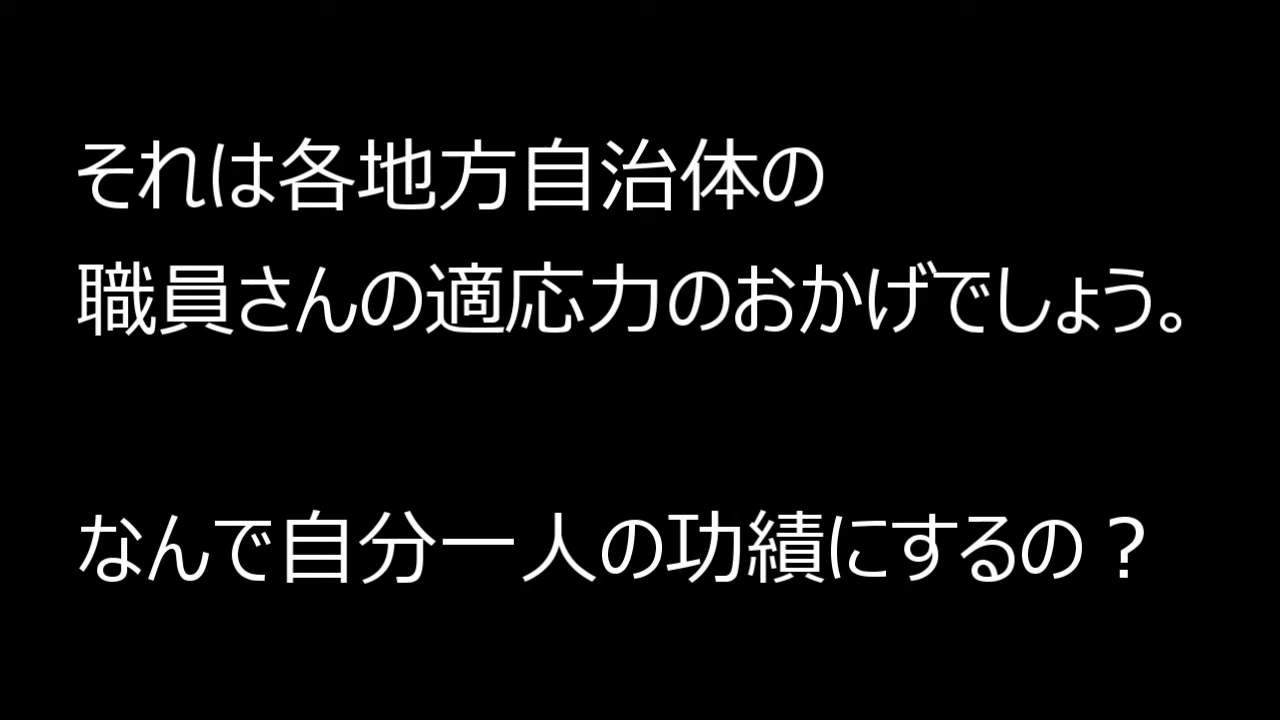 それは各地方自治体の
職員さんの適応力のおかげでしょう。
なんで自分一人の功績にするの？